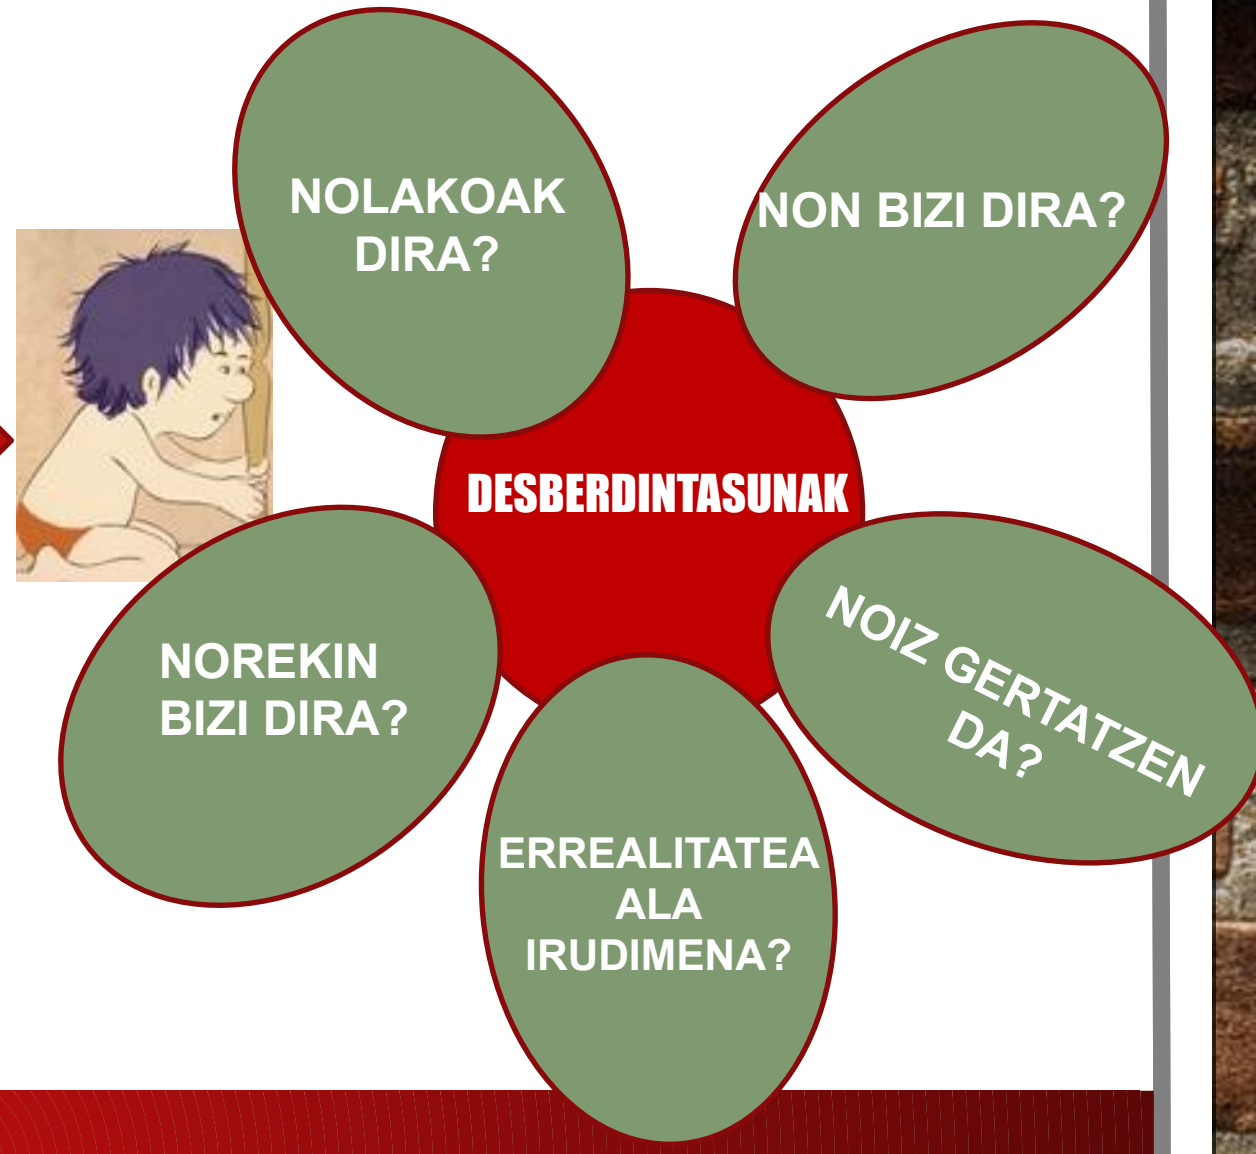 NOLAKOAK
DIRA?
NON BIZI DIRA?
DESBERDINTASUNAK
NOIZ GERTATZEN
DA?
NOREKIN
BIZI DIRA?
ERREALITATEA
ALA
IRUDIMENA?